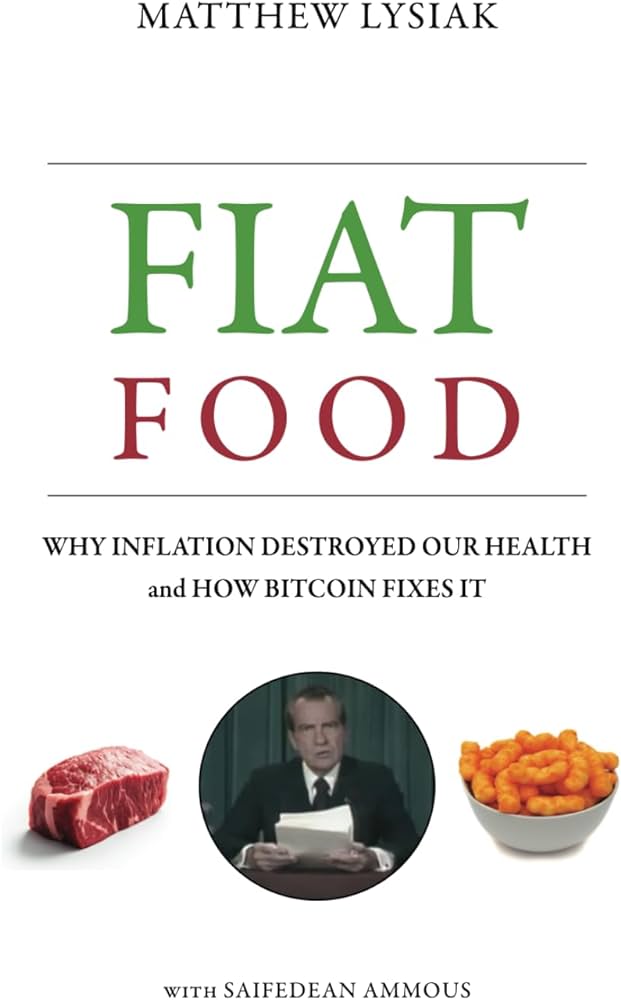 MATTHEW LYSIAK
FIAT
FOOD
WHY INFLATION DESTROYED OUR HEALTH
and HOW BITCOIN FIXES IT
WITH SAIFEDEAN AMMOUS